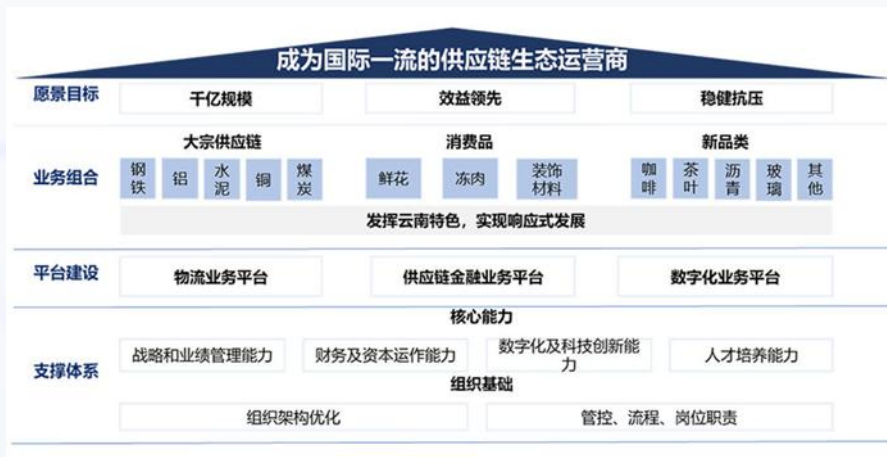 成为国际一流的供应链生态运营商
愿景目标
千亿规模
效益领先
稳健抗压
大宗供应链
消费品
新品类
业务组合
钢铁
铝
水泥
铜
煤炭
鲜花
冻肉
装饰材料
咖啡
茶叶
沥青
玻璃
其他
发挥云南特色，实现响应式发展
平台建设
物流业务平台
供应链金融业务平台
数字化业务平台
支撑体系
核心能力
战略和业绩管理能力
财务及资本运作能力
数字化及科技创新能
力
人才培养能力
组织基础
组织架构优化
管控、流程、岗位职责